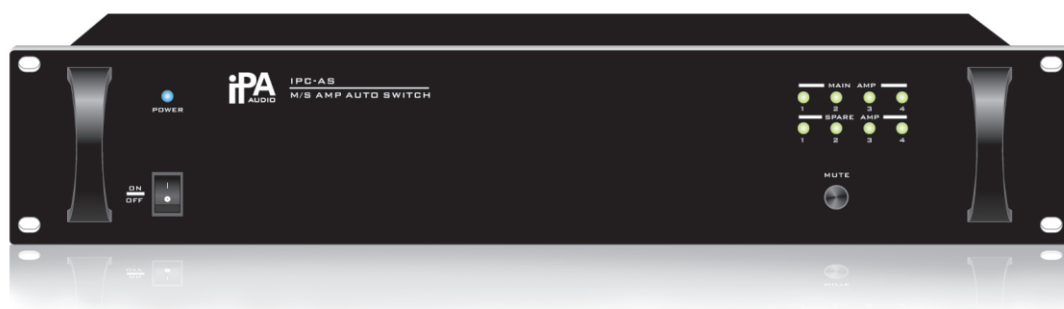 iPA
AUDIO
IPC-AS
M/S AMP AUTO SWITCH
POWER
ON
OFF
MAIN AMP
1 2 3 4
SPARE AMP
1 2 3 4
MUTE